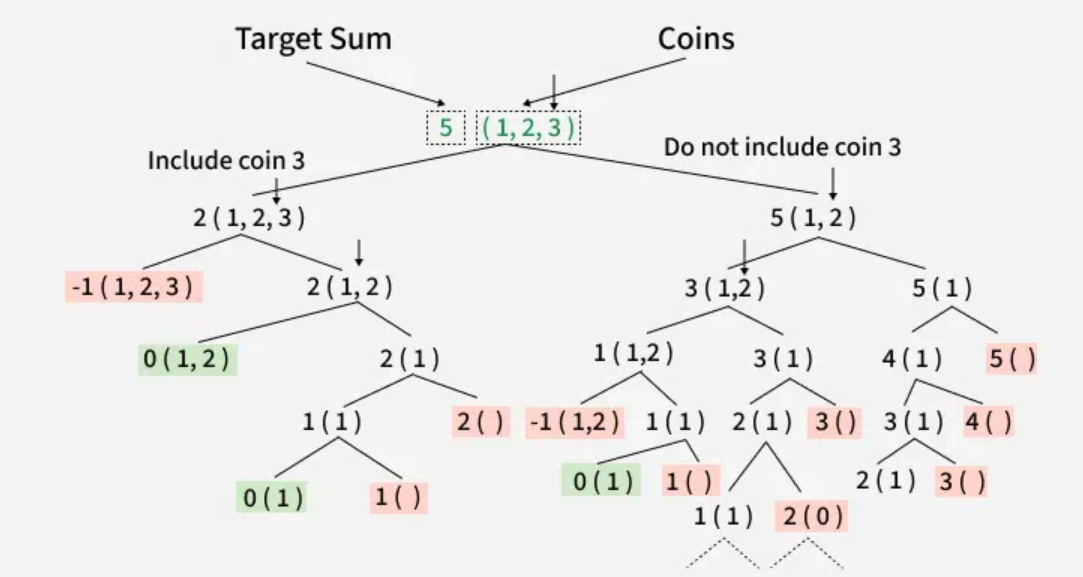 Target Sum Coins
5 ( 1, 2, 3 )
Include coin 3 Do not include coin 3
2 ( 1, 2, 3 ) 5 ( 1, 2 )
-1 ( 1, 2, 3 ) 2 ( 1, 2 ) 3 ( 1,2 ) 5 ( 1 )
0 ( 1, 2 ) 2 ( 1 ) 1 ( 1,2 ) 3 ( 1 ) 4 ( 1 ) 5 ( )
1 ( 1 ) 2 ( ) -1 ( 1,2 ) 1 ( 1 ) 2 ( 1 ) 3 ( ) 3 ( 1 ) 4 ( )
0 ( 1 ) 1 ( ) 0 ( 1 ) 1 ( ) 2 ( 1 ) 3 ( )
1 ( 1 ) 2 ( 0 )